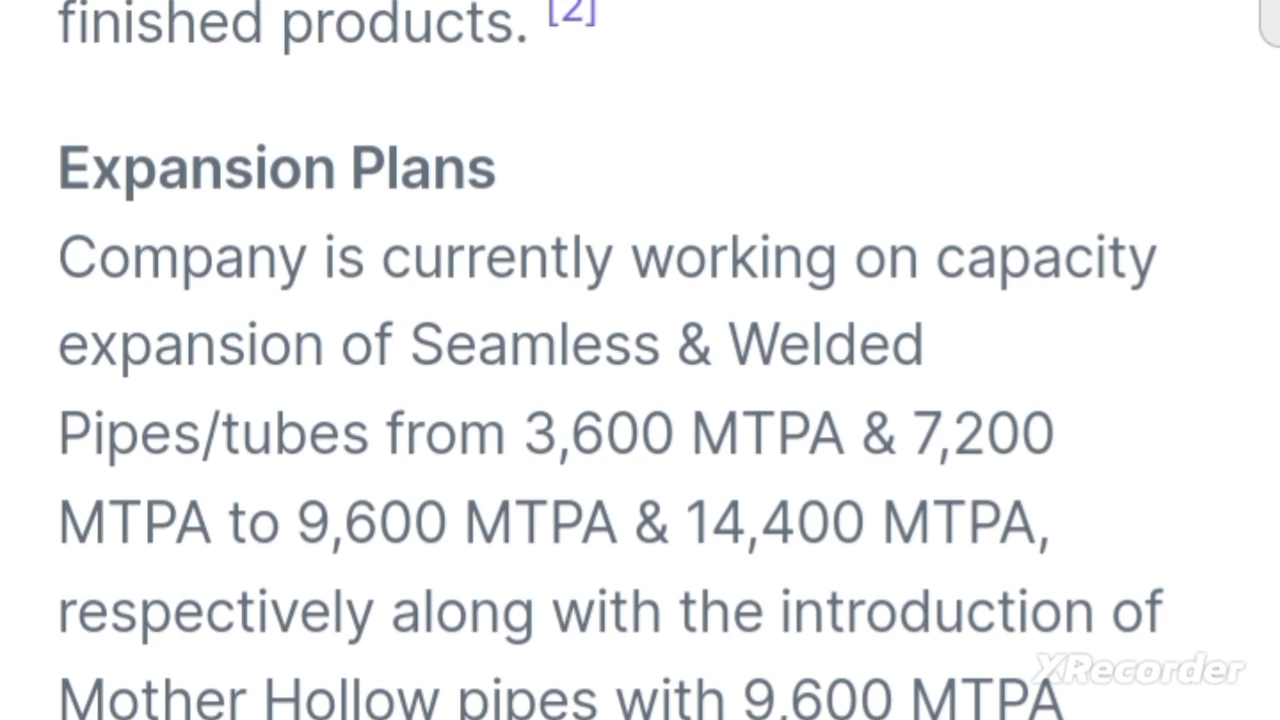 finished products. [2]
Expansion Plans
Company is currently working on capacity
expansion of Seamless & Welded
Pipes/tubes from 3,600 MTPA & 7,200
MTPA to 9,600 MTPA & 14,400 MTPA,
respectively along with the introduction of
Mother Hollow pipes with 9,600 MTPA
XRecorder